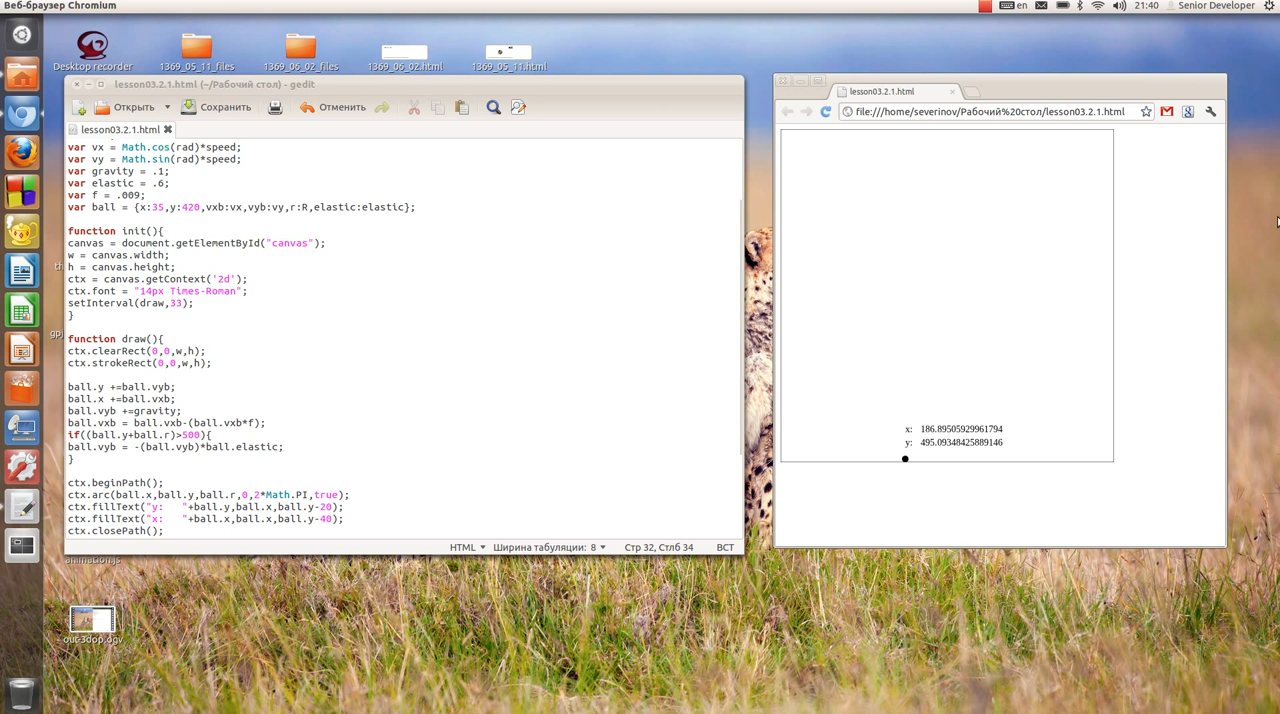 Веб-браузер Chromium
en
21:40
Senior Developer
Desktop recorder
1369_05_11_files
1369_06_02_files
1369_06_02.html
1369_05_11.html
lesson03.2.1.html (~/Рабочий стол) - gedit
Открыть
Сохранить
Отменить
lesson03.2.1.html
var vx = Math.cos(rad)*speed;
var vy = Math.sin(rad)*speed;
var gravity = .1;
var elastic = .6;
var f = .009;
var ball = {x:35,y:420,vxb:vx,vyb:vy,r:R,elastic:elastic};
function init(){
canvas = document.getElementById("canvas");
w = canvas.width;
h = canvas.height;
ctx = canvas.getContext('2d');
ctx.font = "14px Times-Roman";
setInterval(draw,33);
}
function draw(){
ctx.clearRect(0,0,w,h);
ctx.strokeRect(0,0,w,h);
ball.y +=ball.vyb;
ball.x +=ball.vxb;
ball.vyb +=gravity;
ball.vxb = ball.vxb-(ball.vxb*f);
if((ball.y+ball.r)>500){
ball.vyb = -(ball.vyb)*ball.elastic;
}
ctx.beginPath();
ctx.arc(ball.x,ball.y,ball.r,0,2*Math.PI,true);
ctx.fillText("y:   "+ball.y,ball.x,ball.y-20);
ctx.fillText("x:   "+ball.x,ball.x,ball.y-40);
ctx.closePath();
HTML
Ширина табуляции: 8
Стр 32, Стлб 34
ВСТ
lesson03.2.1.html
file:///home/severinov/Рабочий%20стол/lesson03.2.1.html
x: 186.89505929961794
y: 495.09348425889146
th
gp
animation.js
out-3dop.ogv